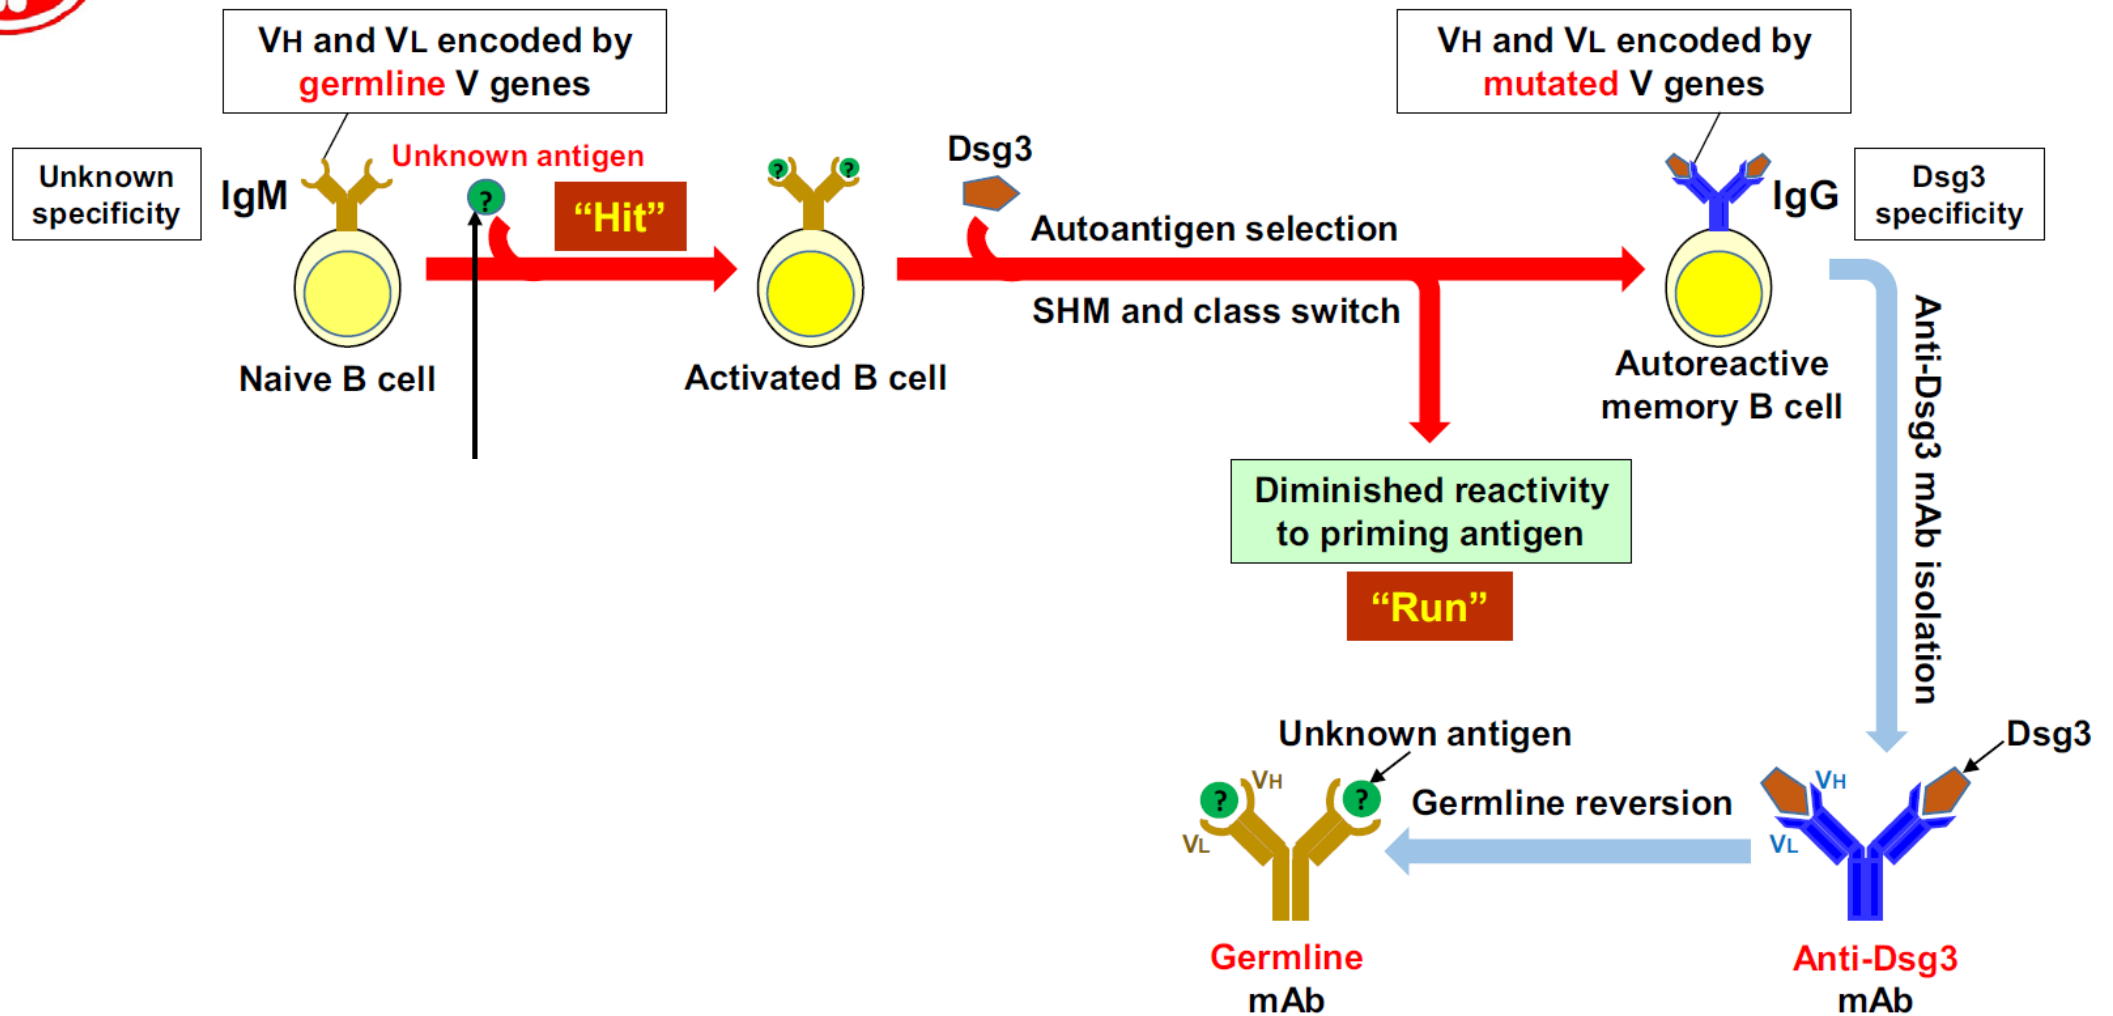 VH and VL encoded by
germline V genes
VH and VL encoded by
mutated V genes
Unknown
specificity
IgM
Unknown antigen
?
"Hit"
?
?
Dsg3
Autoantigen selection
SHM and class switch
IgG
Dsg3
specificity
Naive B cell
Activated B cell
Autoreactive
memory B cell
Diminished reactivity
to priming antigen
"Run"
Anti-Dsg3 mAb isolation
Unknown antigen
?
VH
?
VL
Germline reversion
Dsg3
VH
VL
Germline
mAb
Anti-Dsg3
mAb